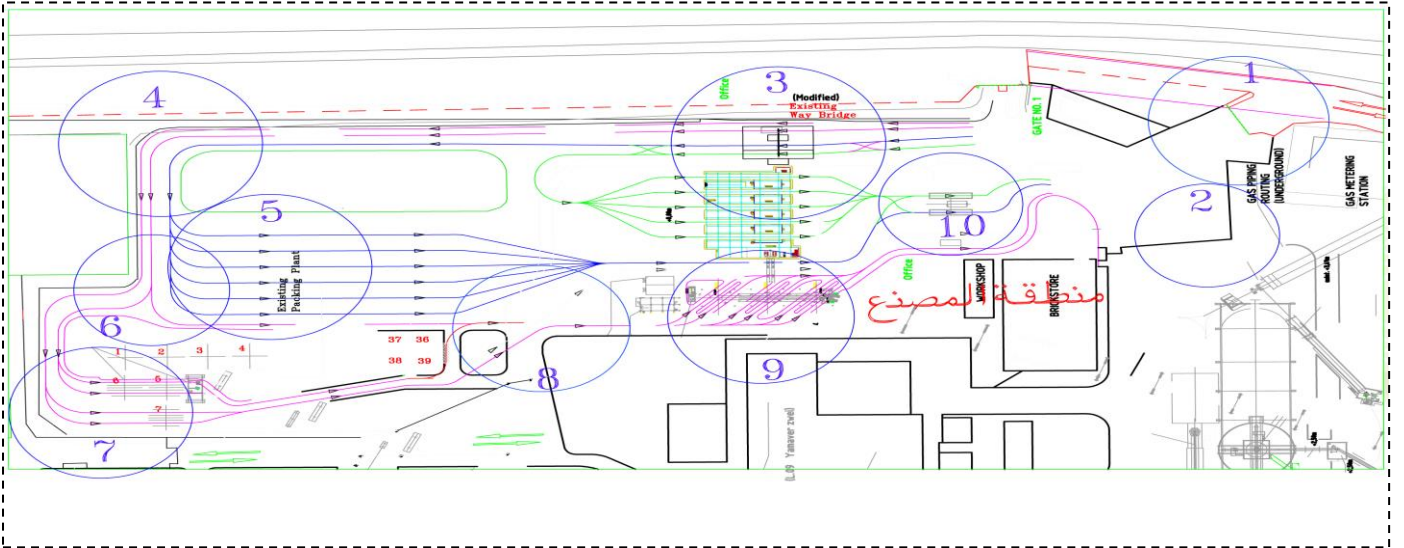 1
GATE NO. 1
Office
3
(Modified)
Existing
Way Bridge
4
2
GAS PIPING
ROUTING
(UNDERGROUND)
GAS METERING
STATION
5
Existing
Packing Plant
10
6
Office
WORKSHOP
BRICKSTORE
منطقة المصنع
1 2 3 4
6 5
7
37 36
38 39
8
9
7